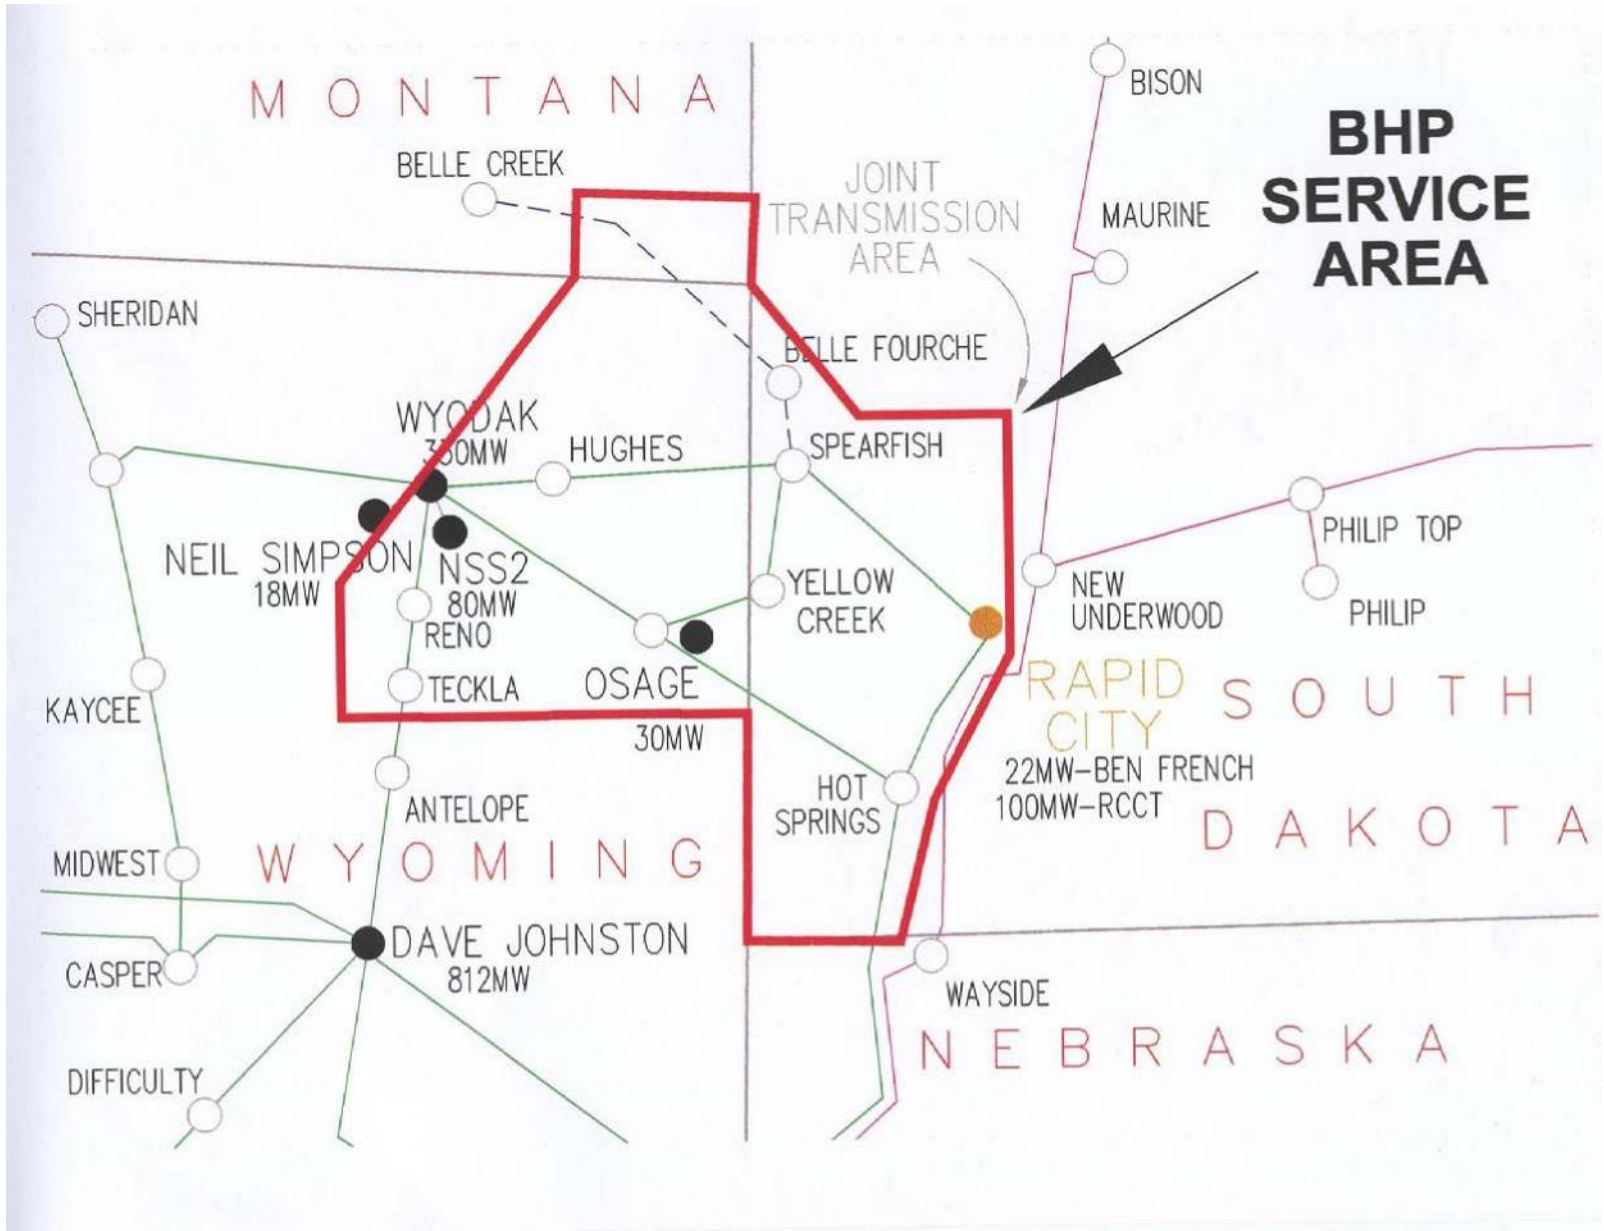 MONTANA
BISON
BHP
SERVICE
AREA
BELLE CREEK
JOINT
TRANSMISSION
AREA
MAURINE
SHERIDAN
BELLE FOURCHE
WYODAK
330MW
HUGHES
SPEARFISH
PHILIP TOP
NEIL SIMPSON
18MW
NSS2
80MW
RENO
YELLOW
CREEK
NEW
UNDERWOOD
PHILIP
TECKLA
OSAGE
30MW
RAPID
CITY
22MW-BEN FRENCH
100MW-RCCT
SOUTH
DAKOTA
KAYCEE
HOT
SPRINGS
ANTELOPE
MIDWEST
WYOMING
DAVE JOHNSTON
812MW
CASPER
WAYSIDE
NEBRASKA
DIFFICULTY